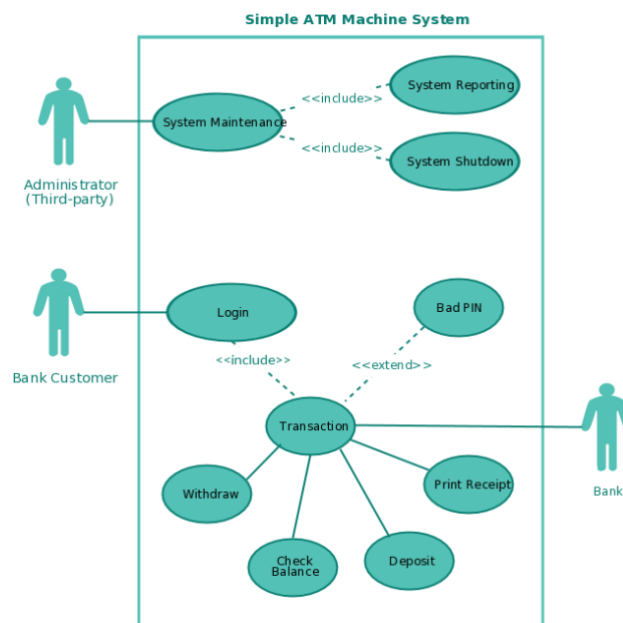 Simple ATM Machine System
System Reporting
<<include>>
System Maintenance
<<include>>
System Shutdown
Administrator
(Third-party)
Bad PIN
Login
<<include>>
<<extend>>
Bank Customer
Transaction
Print Receipt
Withdraw
Bank
Check
Balance
Deposit